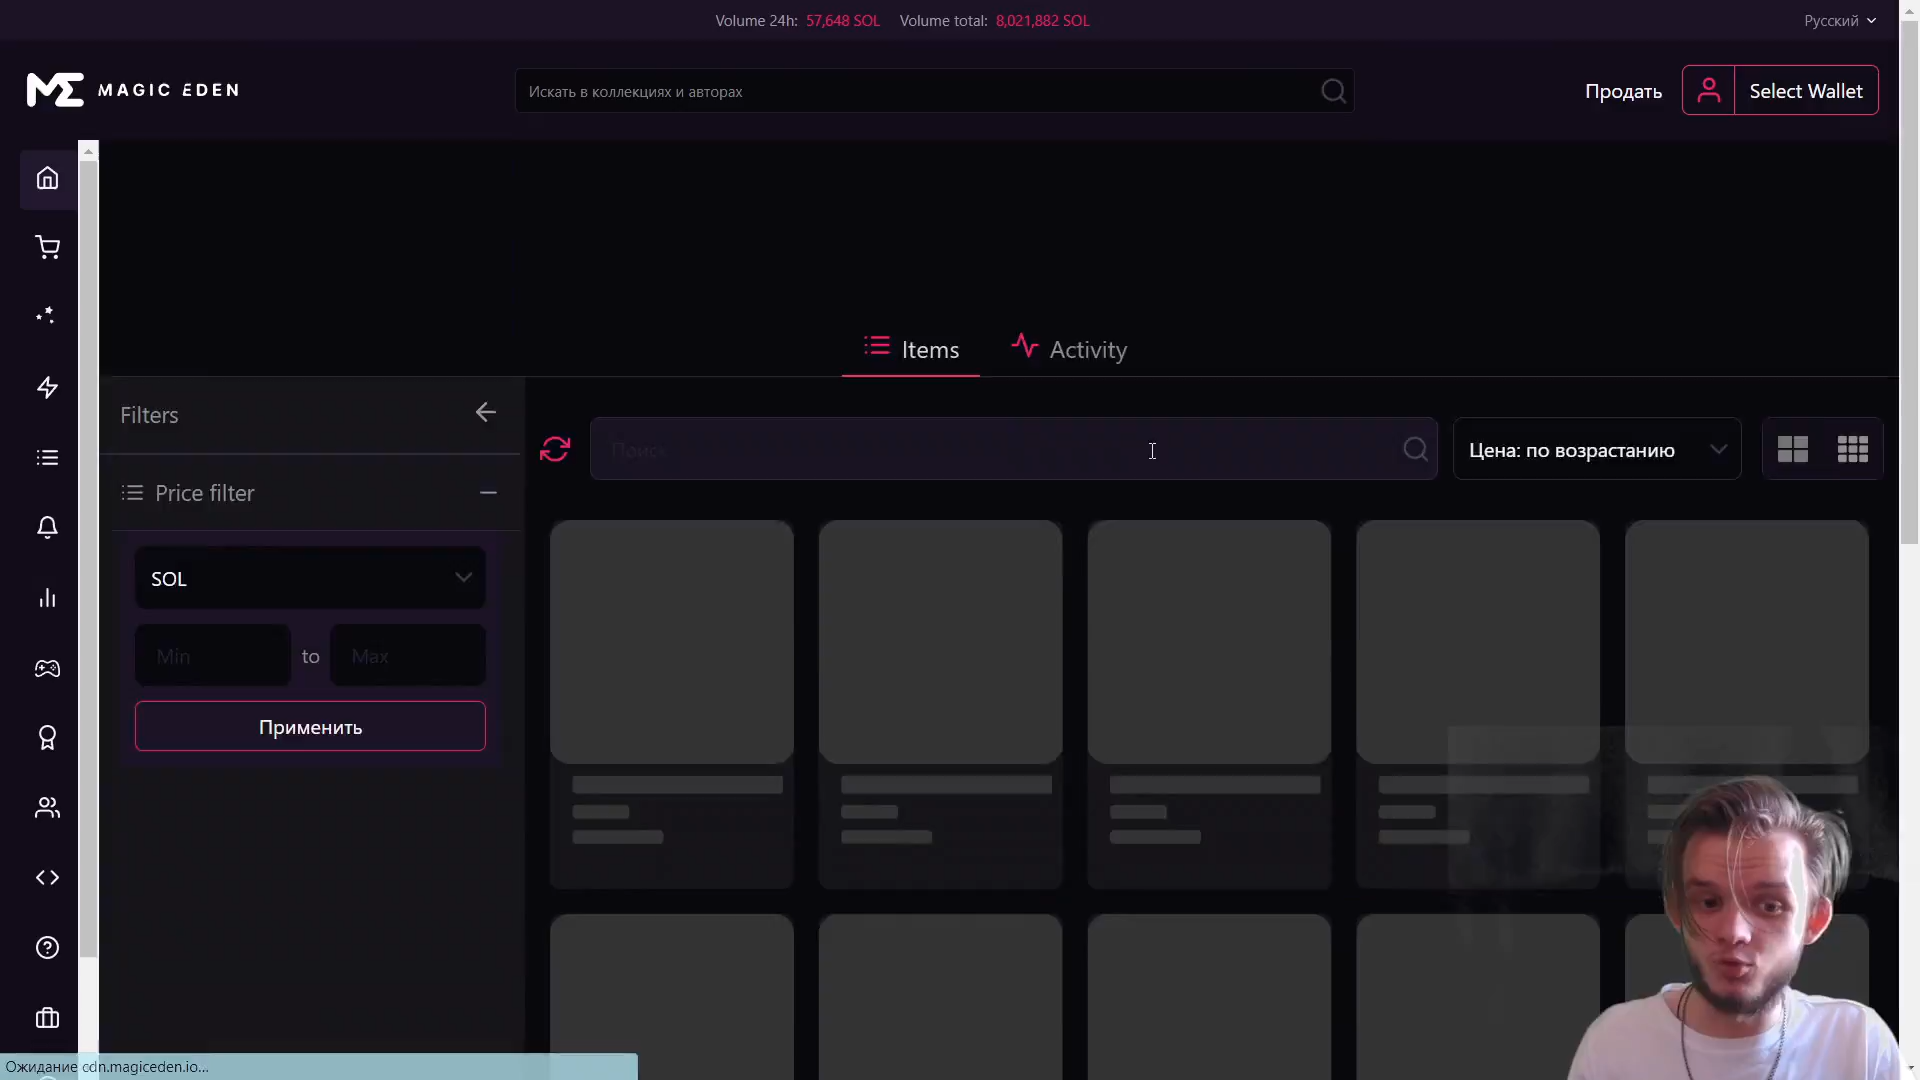 Volume 24h: 57,648 SOL Volume total: 8,021,882 SOL
Русский
MAGIC EDEN
Искать в коллекциях и авторах
Продать
Select Wallet
Items
Activity
Filters
Поиск
Цена: по возрастанию
Price filter
SOL
Min to Max
Применить
Ожидание cdn.magiceden.io...